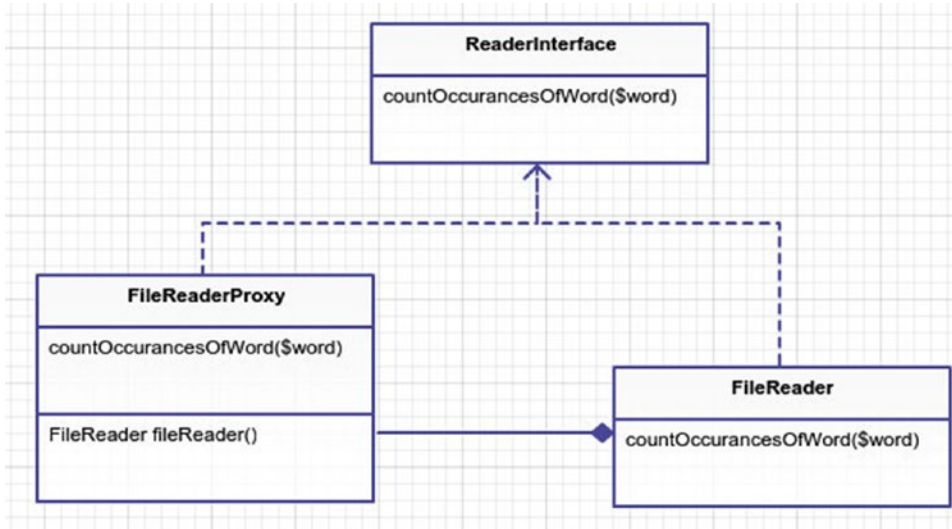 ReaderInterface
countOccurancesOfWord($word)
FileReaderProxy
countOccurancesOfWord($word)
FileReader fileReader()
FileReader
countOccurancesOfWord($word)